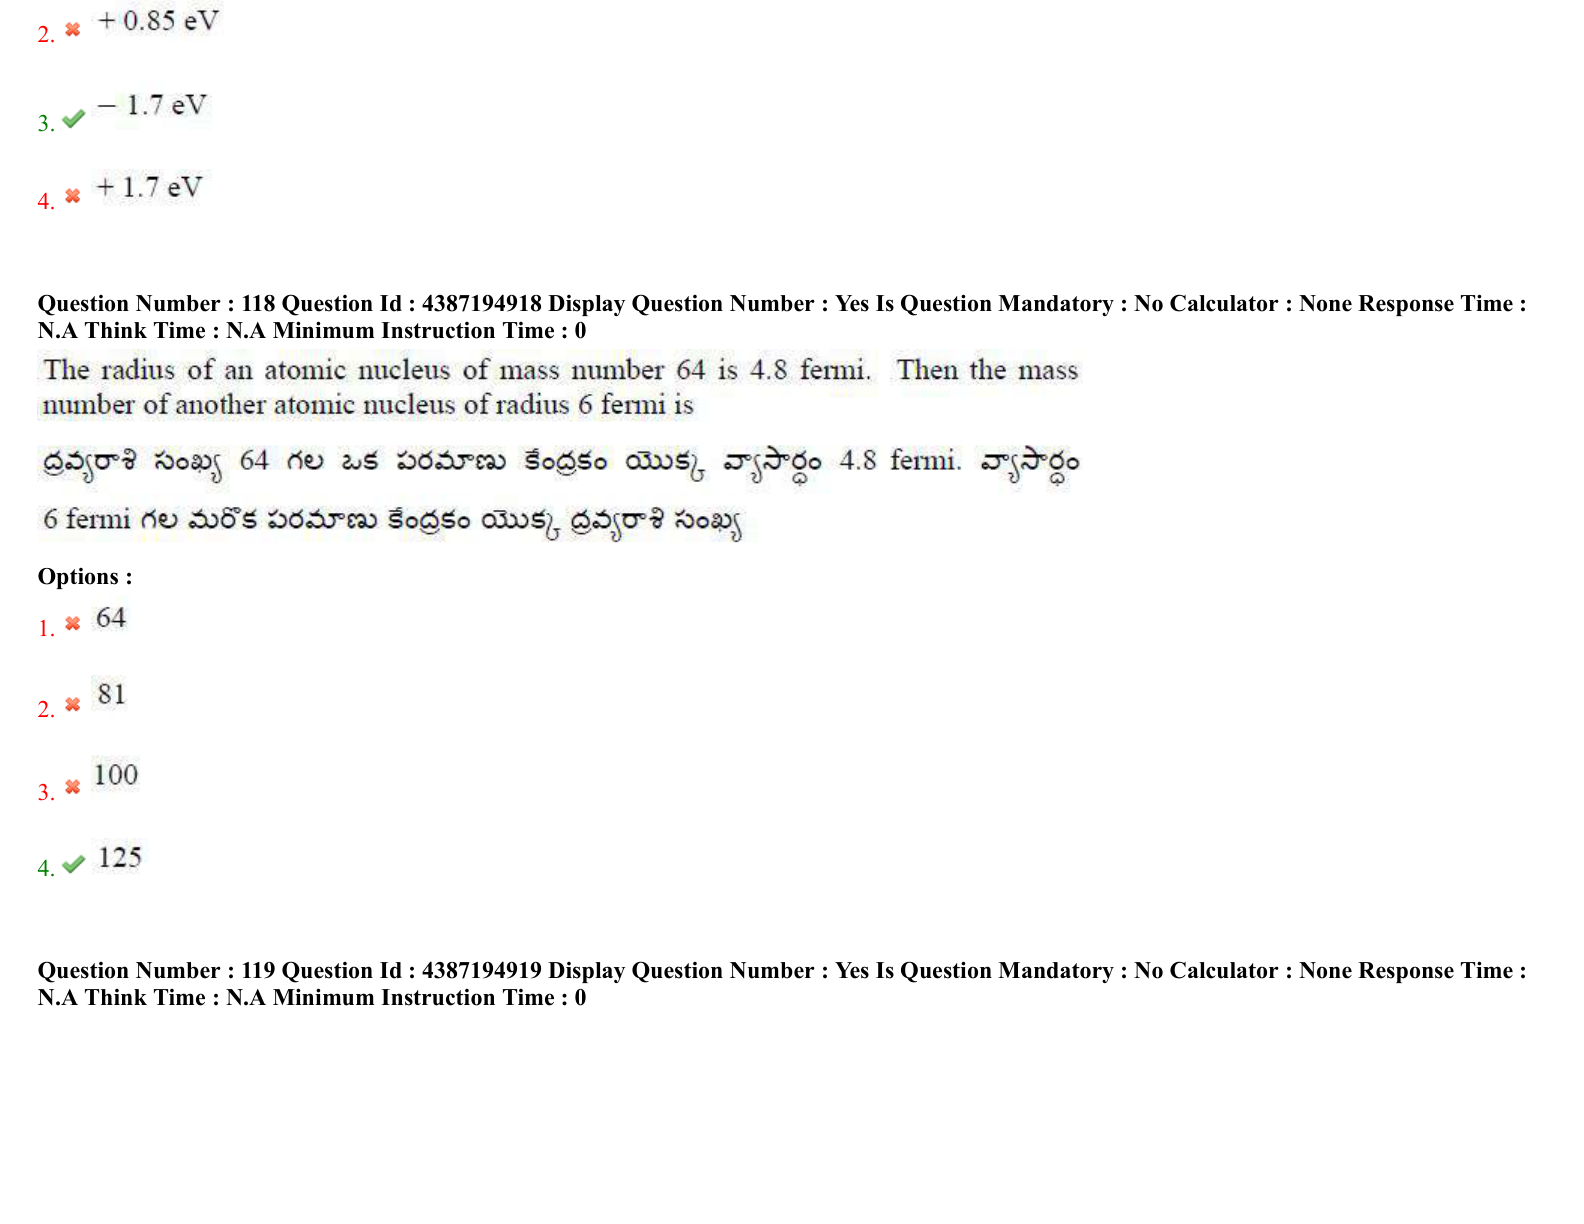 2. + 0.85 eV
3. − 1.7 eV
4. + 1.7 eV
Question Number : 118 Question Id : 4387194918 Display Question Number : Yes Is Question Mandatory : No Calculator : None Response Time :
N.A Think Time : N.A Minimum Instruction Time : 0
The radius of an atomic nucleus of mass number 64 is 4.8 fermi. Then the mass
number of another atomic nucleus of radius 6 fermi is
ద్రవ్యరాశి సంఖ్య 64 గల ఒక పరమాణు కేంద్రకం యొక్క వ్యాసార్ధం 4.8 fermi. వ్యాసార్ధం
6 fermi గల మరొక పరమాణు కేంద్రకం యొక్క ద్రవ్యరాశి సంఖ్య
Options :
1. 64
2. 81
3. 100
4. 125
Question Number : 119 Question Id : 4387194919 Display Question Number : Yes Is Question Mandatory : No Calculator : None Response Time :
N.A Think Time : N.A Minimum Instruction Time : 0